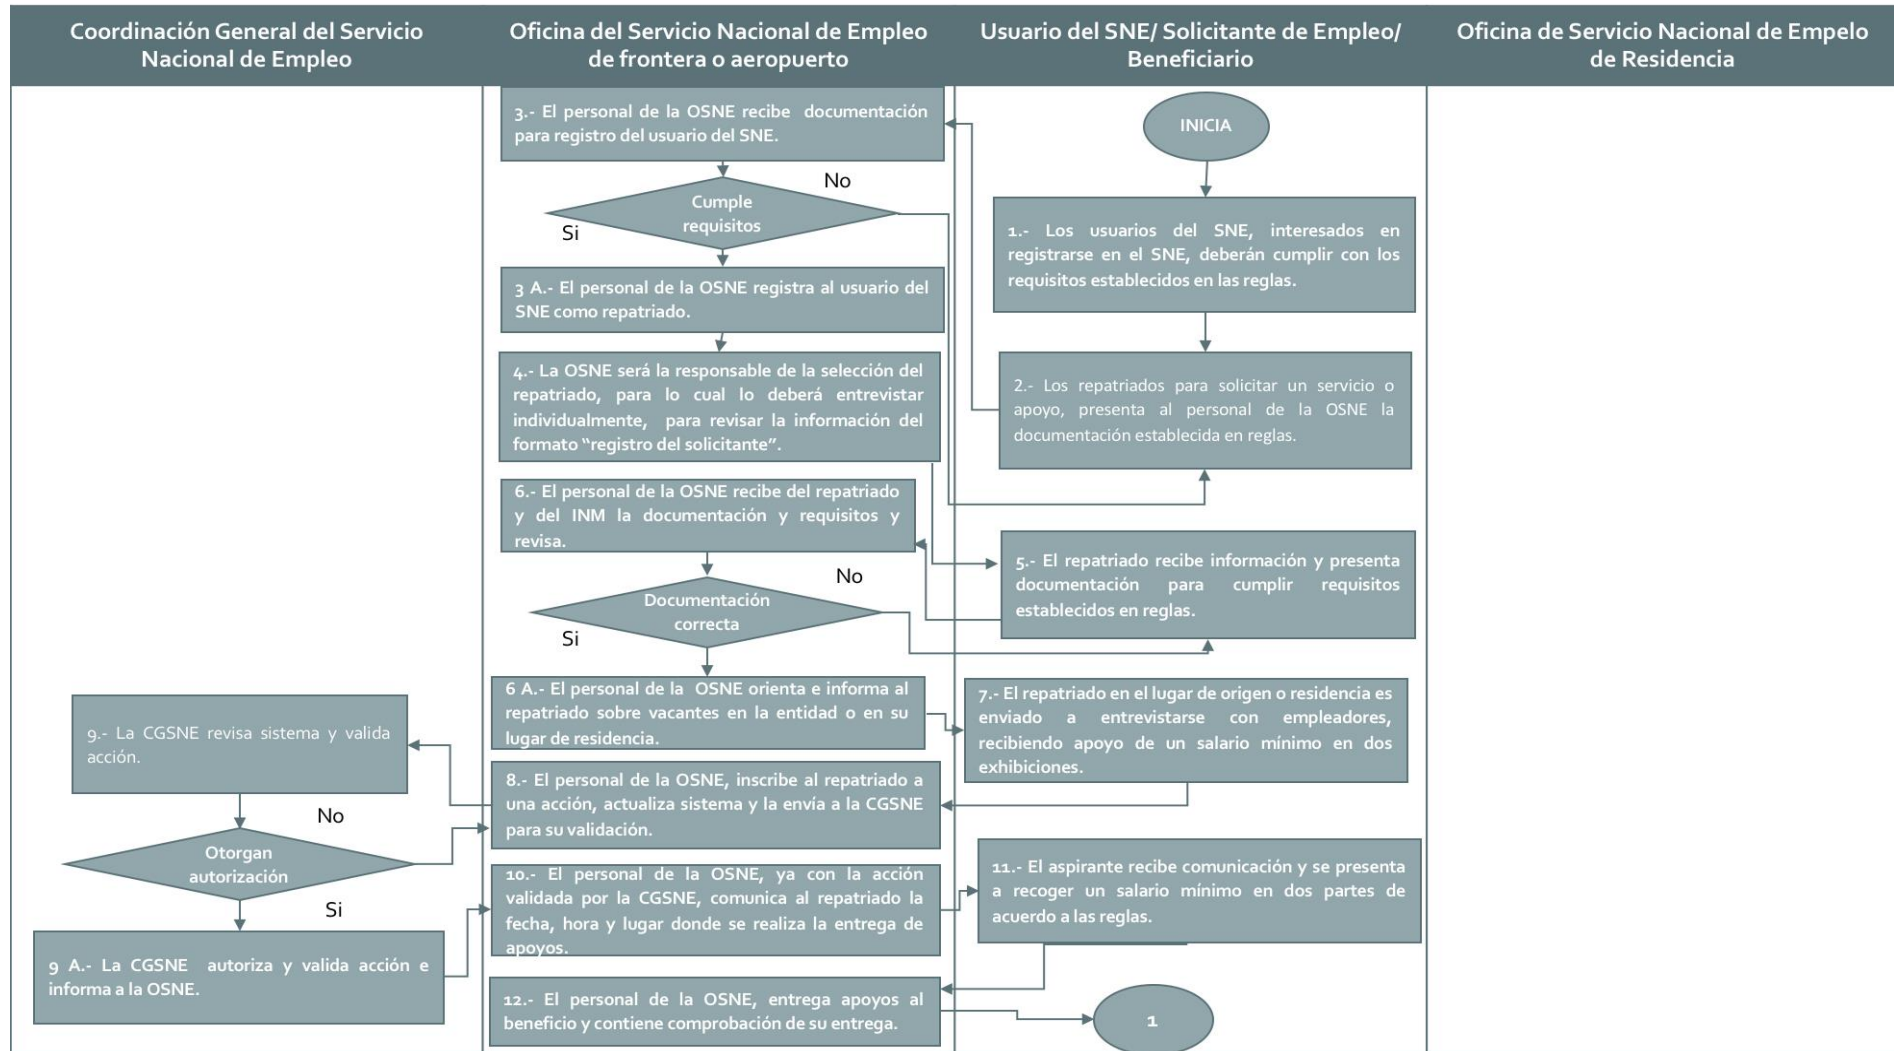 Coordinación General del Servicio
Nacional de Empleo
Oficina del Servicio Nacional de Empleo
de frontera o aeropuerto
Usuario del SNE/ Solicitante de Empleo/
Beneficiario
Oficina de Servicio Nacional de Empelo
de Residencia
INICIA
1.- Los usuarios del SNE, interesados en
registrarse en el SNE, deberán cumplir con los
requisitos establecidos en las reglas.
2.- Los repatriados para solicitar un servicio o
apoyo, presenta al personal de la OSNE la
documentación establecida en reglas.
3.- El personal de la OSNE recibe documentación
para registro del usuario del SNE.
Cumple
requisitos
No
Si
3 A.- El personal de la OSNE registra al usuario del
SNE como repatriado.
4.- La OSNE será la responsable de la selección del
repatriado, para lo cual lo deberá entrevistar
individualmente, para revisar la información del
formato “registro del solicitante”.
5.- El repatriado recibe información y presenta
documentación para cumplir requisitos
establecidos en reglas.
6.- El personal de la OSNE recibe del repatriado
y del INM la documentación y requisitos y
revisa.
Documentación
correcta
No
Si
6 A.- El personal de la OSNE orienta e informa al
repatriado sobre vacantes en la entidad o en su
lugar de residencia.
7.- El repatriado en el lugar de origen o residencia es
enviado a entrevistarse con empleadores,
recibiendo apoyo de un salario mínimo en dos
exhibiciones.
8.- El personal de la OSNE, inscribe al repatriado a
una acción, actualiza sistema y la envía a la CGSNE
para su validación.
9.- La CGSNE revisa sistema y valida
acción.
Otorgan
autorización
No
Si
9 A.- La CGSNE autoriza y valida acción e
informa a la OSNE.
10.- El personal de la OSNE, ya con la acción
validada por la CGSNE, comunica al repatriado la
fecha, hora y lugar donde se realiza la entrega de
apoyos.
11.- El aspirante recibe comunicación y se presenta
a recoger un salario mínimo en dos partes de
acuerdo a las reglas.
12.- El personal de la OSNE, entrega apoyos al
beneficio y contiene comprobación de su entrega.
1